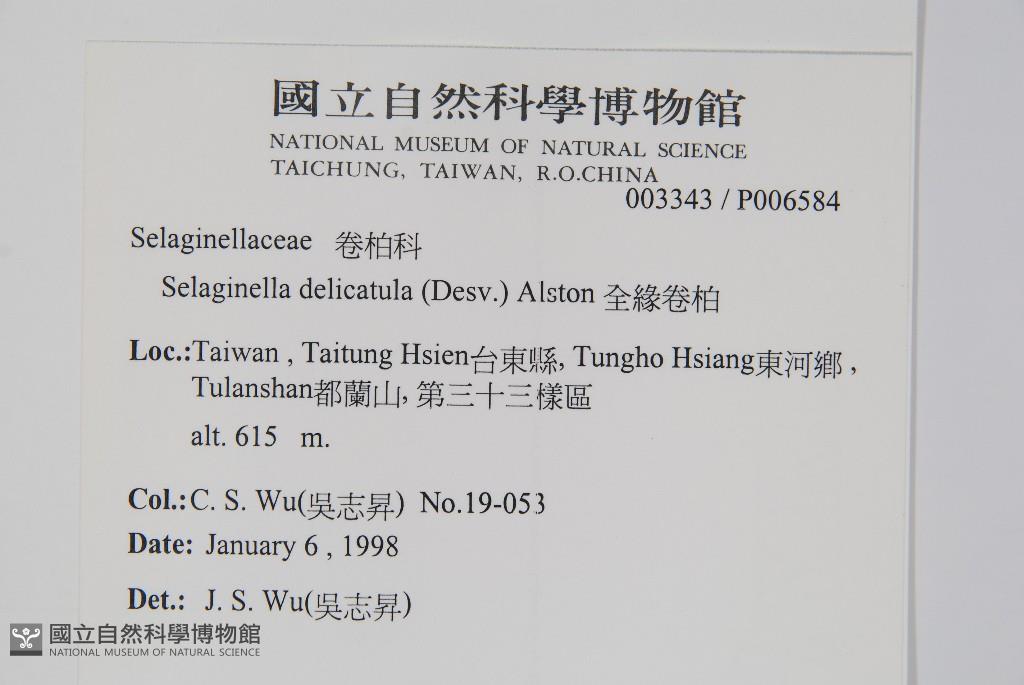 國立自然科學博物館
NATIONAL MUSEUM OF NATURAL SCIENCE
TAICHUNG, TAIWAN, R.O.CHINA
003343 / P006584
Selaginellaceae 卷柏科
Selaginella delicatula (Desv.) Alston 全緣卷柏
Loc.:Taiwan , Taitung Hsien台東縣, Tungho Hsiang東河鄉 ,
Tulanshan都蘭山, 第三十三樣區
alt. 615 m.
Col.:C. S. Wu(吳志昇) No.19-053
Date: January 6 , 1998
Det.: J. S. Wu(吳志昇)
國立自然科學博物館
NATIONAL MUSEUM OF NATURAL SCIENCE